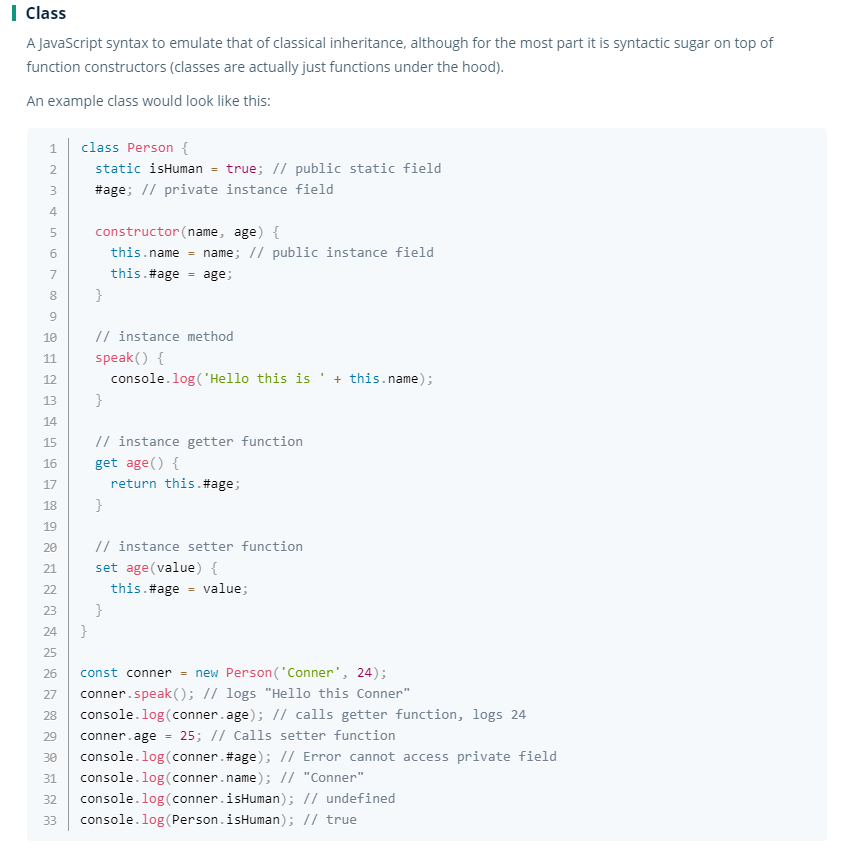 Class
A JavaScript syntax to emulate that of classical inheritance, although for the most part it is syntactic sugar on top of
function constructors (classes are actually just functions under the hood).
An example class would look like this:
1 class Person {
2   static isHuman = true; // public static field
3   #age; // private instance field
4
5   constructor(name, age) {
6     this.name = name; // public instance field
7     this.#age = age;
8   }
9
10   // instance method
11   speak() {
12     console.log('Hello this is ' + this.name);
13   }
14
15   // instance getter function
16   get age() {
17     return this.#age;
18   }
19
20   // instance setter function
21   set age(value) {
22     this.#age = value;
23   }
24 }
25
26 const conner = new Person('Conner', 24);
27 conner.speak(); // logs "Hello this Conner"
28 console.log(conner.age); // calls getter function, logs 24
29 conner.age = 25; // Calls setter function
30 console.log(conner.#age); // Error cannot access private field
31 console.log(conner.name); // "Conner"
32 console.log(conner.isHuman); // undefined
33 console.log(Person.isHuman); // true